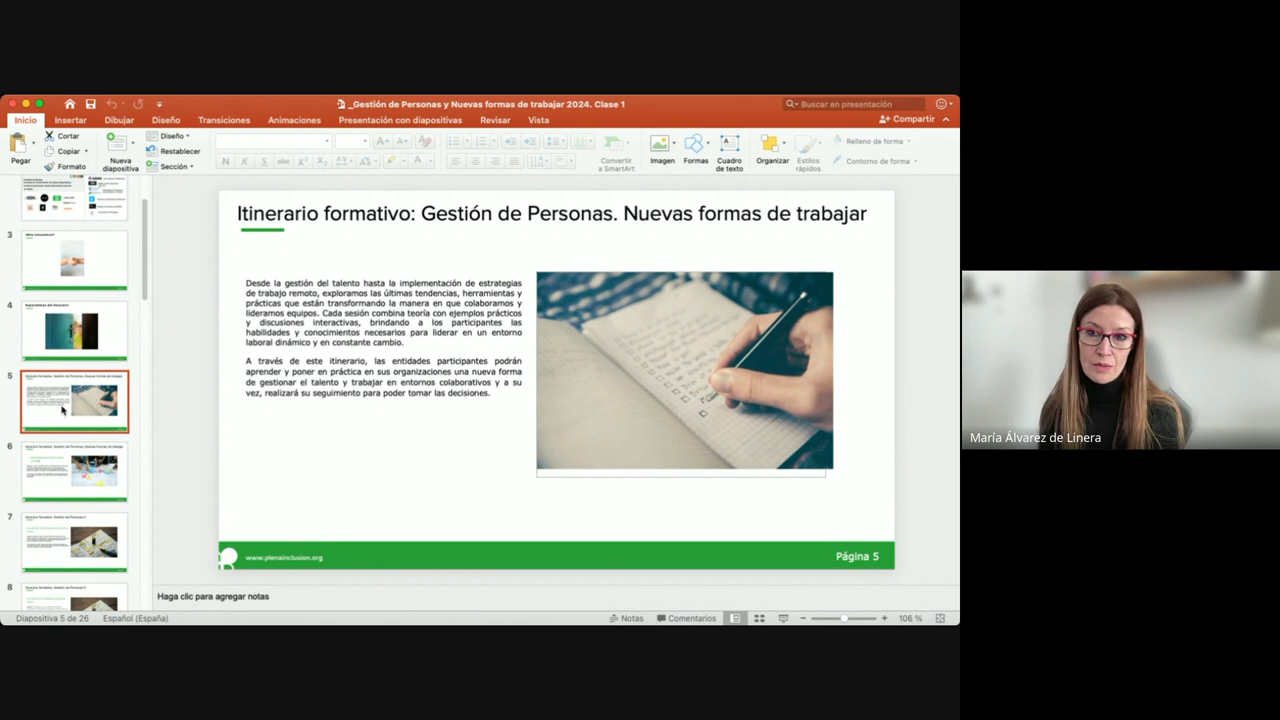 _Gestión de Personas y Nuevas formas de trabajar 2024. Clase 1
Buscar en presentación
Inicio Insertar Dibujar Diseño Transiciones Animaciones Presentación con diapositivas Revisar Vista
Compartir
Pegar
Cortar
Copiar
Formato
Nueva
diapositiva
Diseño
Restablecer
Sección
Convertir
a SmartArt
Imagen
Formas
Cuadro
de texto
Organizar
Estilos
rápidos
Relleno de forma
Contorno de forma
3
4
5
6
7
8
Itinerario formativo: Gestión de Personas. Nuevas formas de trabajar
Desde la gestión del talento hasta la implementación de estrategias
de trabajo remoto, exploramos las últimas tendencias, herramientas y
prácticas que están transformando la manera en que colaboramos y
lideramos equipos. Cada sesión combina teoría con ejemplos prácticos
y discusiones interactivas, brindando a los participantes las
habilidades y conocimientos necesarios para liderar en un entorno
laboral dinámico y en constante cambio.
A través de este itinerario, las entidades participantes podrán
aprender y poner en práctica en sus organizaciones una nueva forma
de gestionar el talento y trabajar en entornos colaborativos y a su
vez, realizará su seguimiento para poder tomar las decisiones.
www.plenainclusion.org
Página 5
Haga clic para agregar notas
Diapositiva 5 de 26 Español (España)
Notas Comentarios 106 %
María Álvarez de Linera